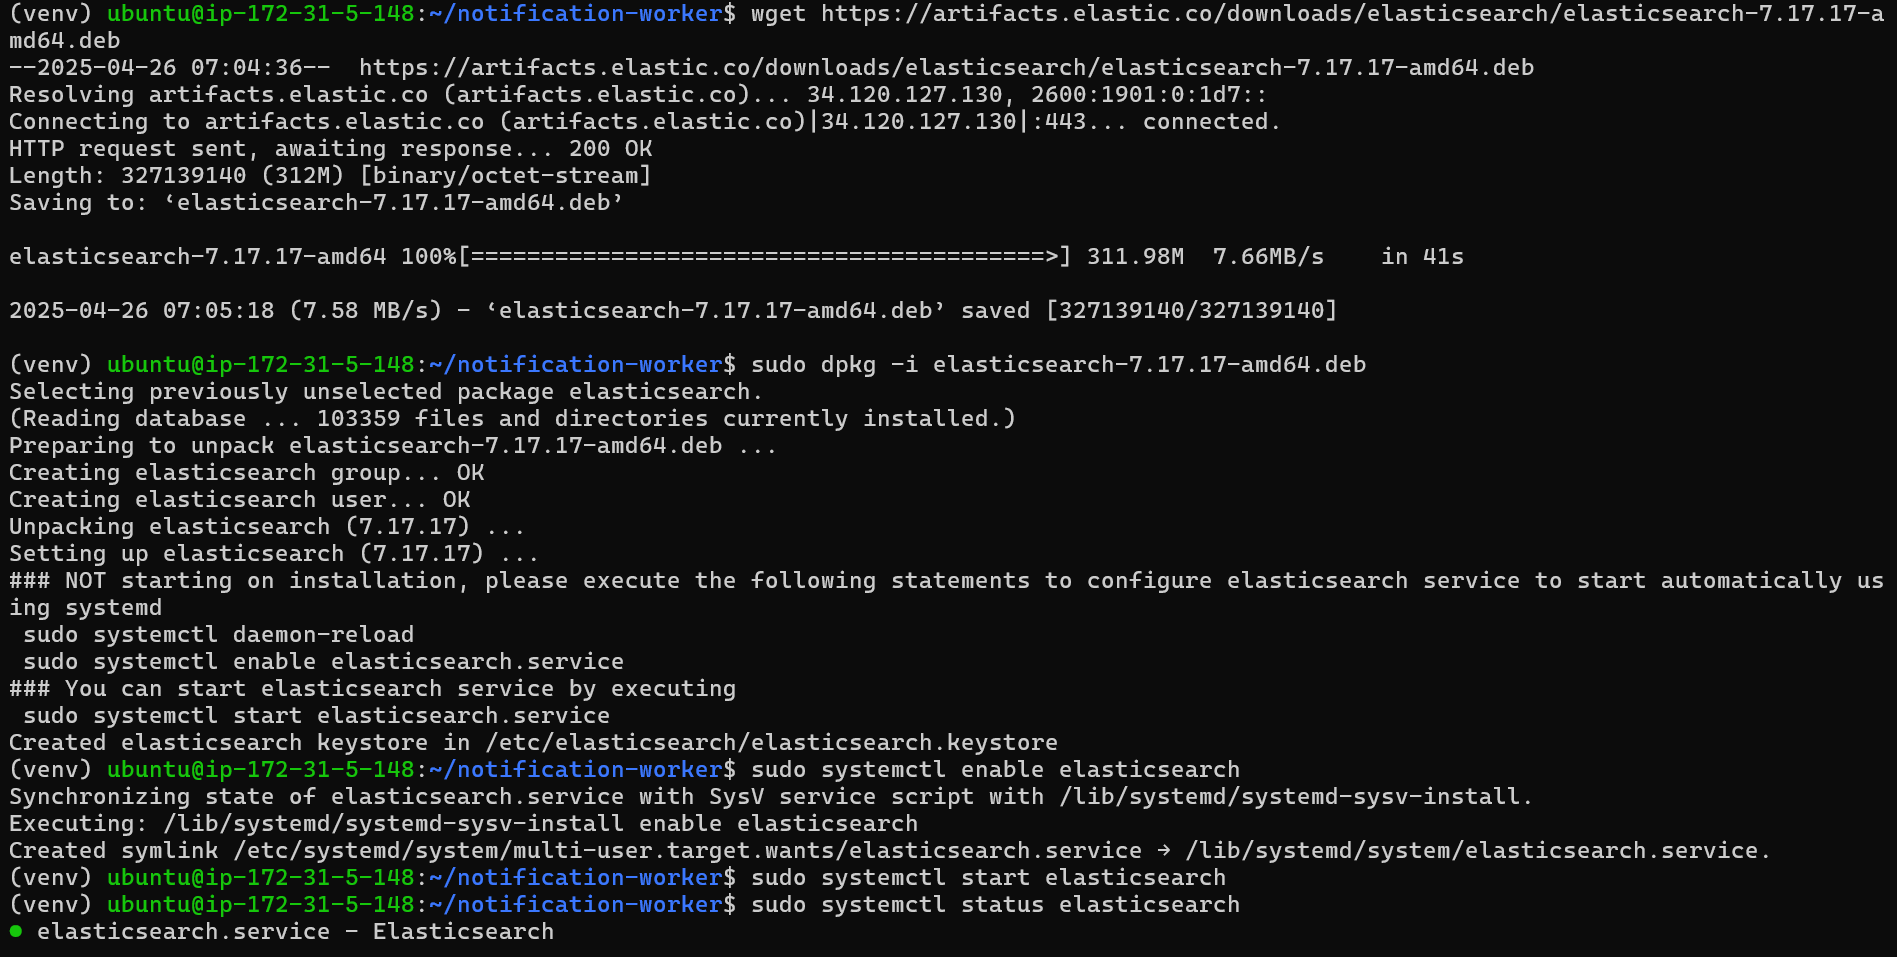 (venv) ubuntu@ip-172-31-5-148:~/notification-worker$ wget https://artifacts.elastic.co/downloads/elasticsearch/elasticsearch-7.17.17-a
md64.deb
--2025-04-26 07:04:36--  https://artifacts.elastic.co/downloads/elasticsearch/elasticsearch-7.17.17-amd64.deb
Resolving artifacts.elastic.co (artifacts.elastic.co)... 34.120.127.130, 2600:1901:0:1d7::
Connecting to artifacts.elastic.co (artifacts.elastic.co)|34.120.127.130|:443... connected.
HTTP request sent, awaiting response... 200 OK
Length: 327139140 (312M) [binary/octet-stream]
Saving to: ‘elasticsearch-7.17.17-amd64.deb’

elasticsearch-7.17.17-amd64 100%[=========================================>] 311.98M  7.66MB/s    in 41s

2025-04-26 07:05:18 (7.58 MB/s) - ‘elasticsearch-7.17.17-amd64.deb’ saved [327139140/327139140]

(venv) ubuntu@ip-172-31-5-148:~/notification-worker$ sudo dpkg -i elasticsearch-7.17.17-amd64.deb
Selecting previously unselected package elasticsearch.
(Reading database ... 103359 files and directories currently installed.)
Preparing to unpack elasticsearch-7.17.17-amd64.deb ...
Creating elasticsearch group... OK
Creating elasticsearch user... OK
Unpacking elasticsearch (7.17.17) ...
Setting up elasticsearch (7.17.17) ...
### NOT starting on installation, please execute the following statements to configure elasticsearch service to start automatically us
ing systemd
 sudo systemctl daemon-reload
 sudo systemctl enable elasticsearch.service
### You can start elasticsearch service by executing
 sudo systemctl start elasticsearch.service
Created elasticsearch keystore in /etc/elasticsearch/elasticsearch.keystore
(venv) ubuntu@ip-172-31-5-148:~/notification-worker$ sudo systemctl enable elasticsearch
Synchronizing state of elasticsearch.service with SysV service script with /lib/systemd/systemd-sysv-install.
Executing: /lib/systemd/systemd-sysv-install enable elasticsearch
Created symlink /etc/systemd/system/multi-user.target.wants/elasticsearch.service → /lib/systemd/system/elasticsearch.service.
(venv) ubuntu@ip-172-31-5-148:~/notification-worker$ sudo systemctl start elasticsearch
(venv) ubuntu@ip-172-31-5-148:~/notification-worker$ sudo systemctl status elasticsearch
● elasticsearch.service - Elasticsearch